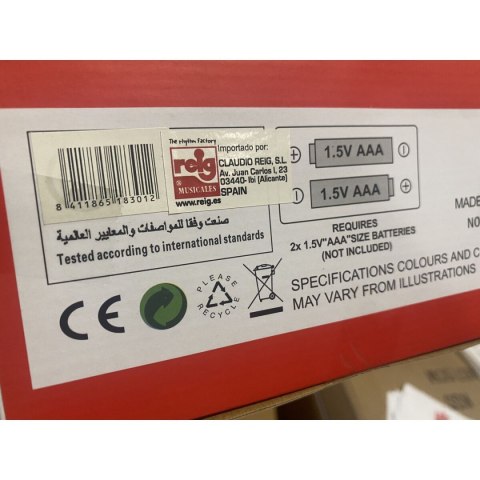 The rhythm Factory
reig
MUSICALES
www.reig.es
Importado por:
CLAUDIO REIG, S.L.
Av. Juan Carlos I, 23
03440- Ibi (Alicante)
SPAIN
8 411865 183012
صنعت وفقا للمواصفات والمعايير العالمية
Tested according to international standards
1.5V AAA
1.5V AAA
REQUIRES
2x 1.5V"AAA"SIZE BATTERIES
(NOT INCLUDED)
MADE
NO
SPECIFICATIONS COLOURS AND C
MAY VARY FROM ILLUSTRATIONS
CE
PLEASE
RECYCLE